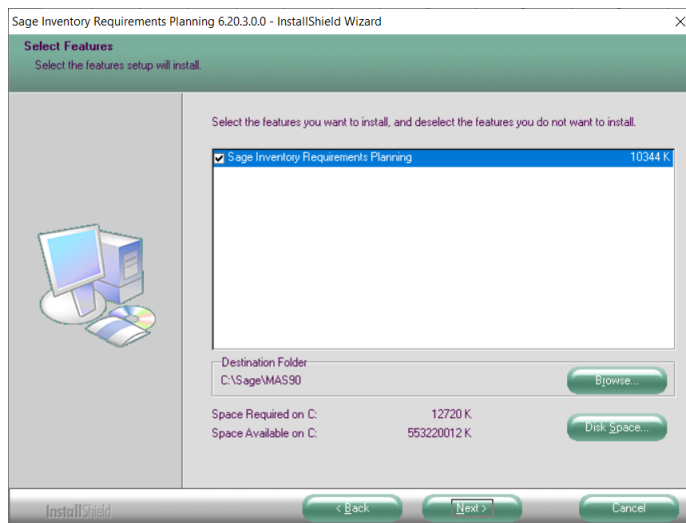 Sage Inventory Requirements Planning 6.20.3.0.0 - InstallShield Wizard
Select Features
Select the features setup will install.
Select the features you want to install, and deselect the features you do not want to install.
Sage Inventory Requirements Planning 10344 K
Destination Folder
C:\Sage\MAS90
Browse...
Space Required on C: 12720 K
Space Available on C: 553220012 K
Disk Space...
InstallShield
< Back
Next >
Cancel